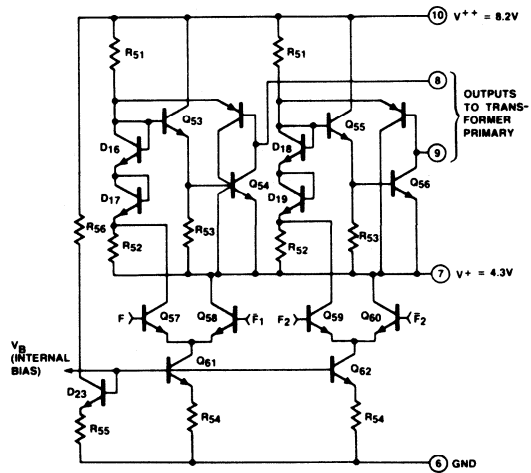 10 V++ = 8.2V
R51
R51
8
OUTPUTS
TO TRANS-
FORMER
PRIMARY
Q53
Q55
D16
D18
9
D17
Q54
D19
Q56
R56
R52
R53
R52
R53
7 V+ = 4.3V
F
Q57
Q58
F̄1
F2
Q59
Q60
F̄2
VB
(INTERNAL
BIAS)
Q61
Q62
D23
R54
R54
R55
6 GND